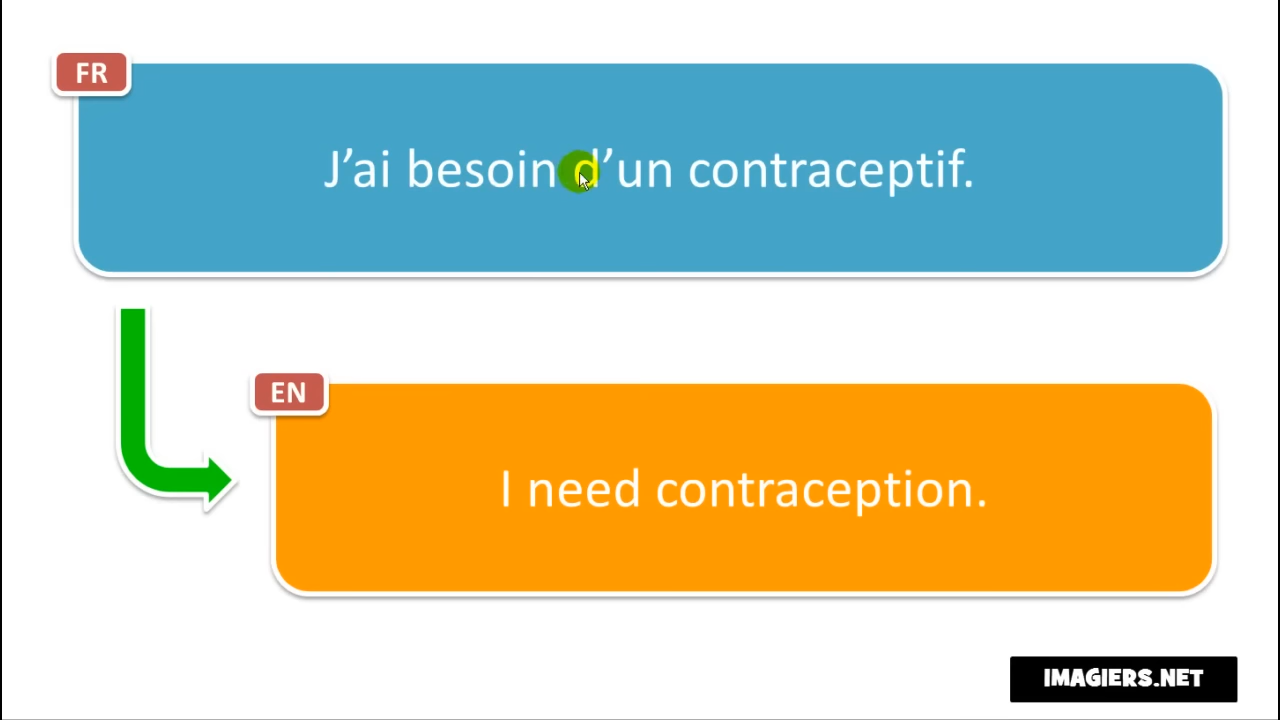 FR
J’ai besoin d’un contraceptif.
EN
I need contraception.
IMAGIERS.NET